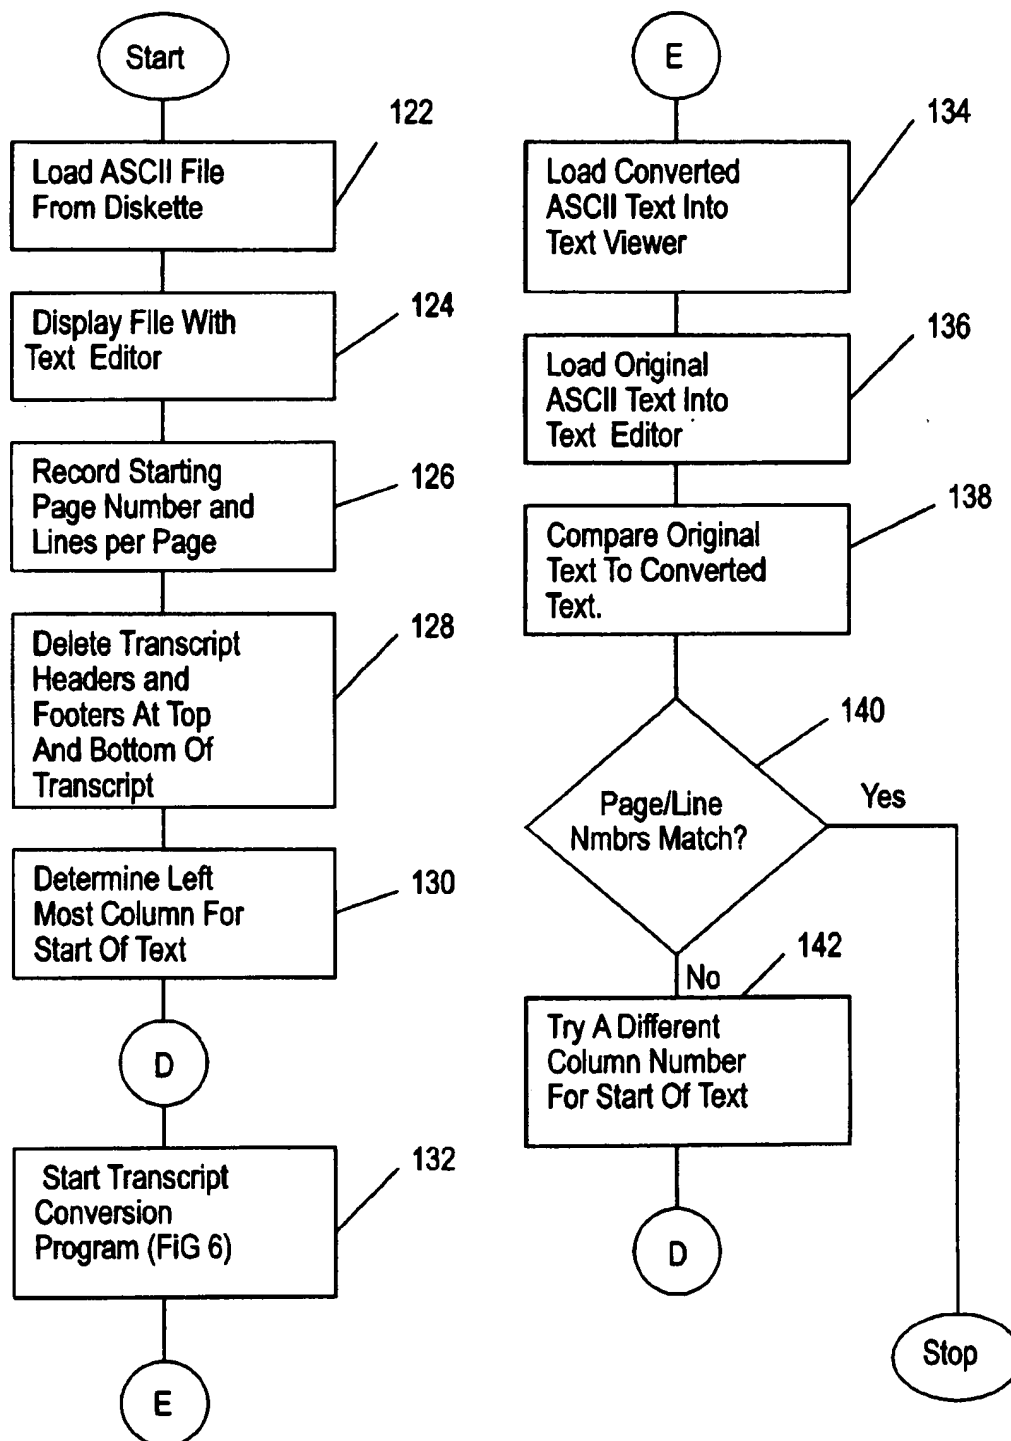 Start
122
Load ASCII File
From Diskette
124
Display File With
Text Editor
126
Record Starting
Page Number and
Lines per Page
128
Delete Transcript
Headers and
Footers At Top
And Bottom Of
Transcript
130
Determine Left
Most Column For
Start Of Text
D
132
Start Transcript
Conversion
Program (FiG 6)
E
E
134
Load Converted
ASCII Text Into
Text Viewer
136
Load Original
ASCII Text Into
Text Editor
138
Compare Original
Text To Converted
Text.
140
Page/Line
Nmbrs Match?
Yes
No
142
Try A Different
Column Number
For Start Of Text
D
Stop